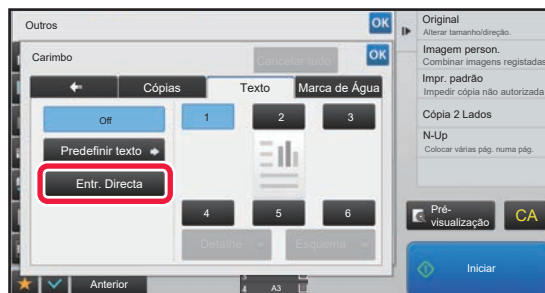 Outros
OK
Carimbo
Cancelar tudo
OK
Cópias
Texto
Marca de Água
Off
Predefinir texto
Entr. Directa
1
2
3
4
5
6
Detalhe
Esquema
Anterior
A3
4
Original
Alterar tamanho/direção.
Imagem person.
Combinar imagens registadas
Impr. padrão
Impedir cópia não autorizada
Cópia 2 Lados
N-Up
Colocar várias pág. numa pág.
Pré-
visualização
CA
Iniciar